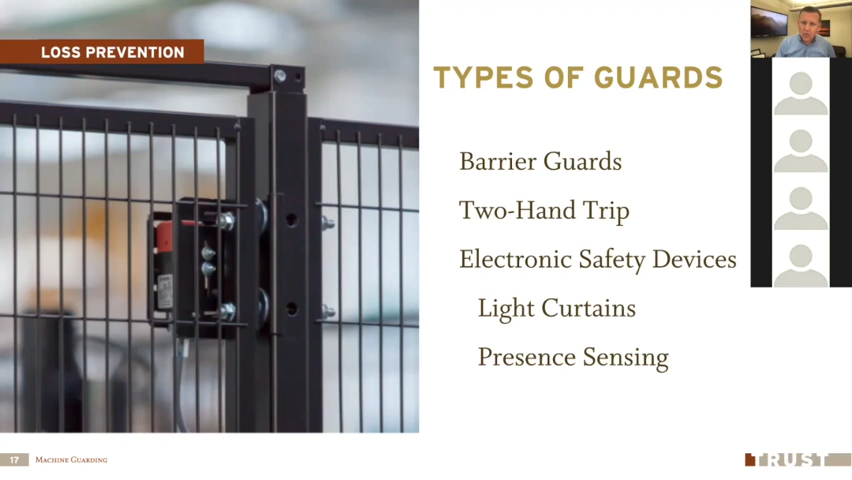 LOSS PREVENTION
TYPES OF GUARDS
Barrier Guards
Two-Hand Trip
Electronic Safety Devices
Light Curtains
Presence Sensing
17 Machine Guarding
TRUST